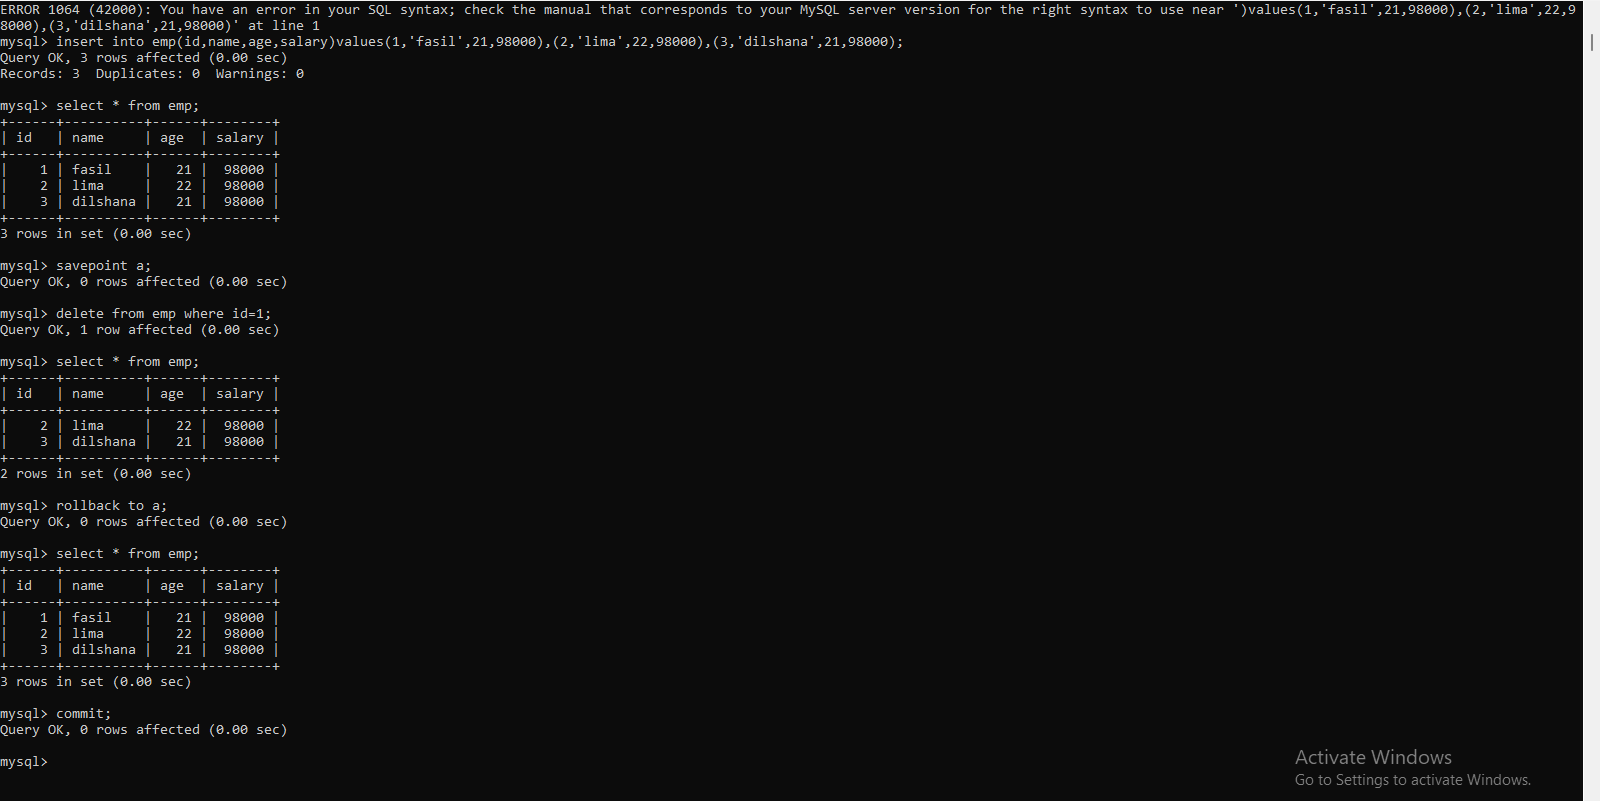 ERROR 1064 (42000): You have an error in your SQL syntax; check the manual that corresponds to your MySQL server version for the right syntax to use near ')values(1,'fasil',21,98000),(2,'lima',22,9
8000),(3,'dilshana',21,98000)' at line 1
mysql> insert into emp(id,name,age,salary)values(1,'fasil',21,98000),(2,'lima',22,98000),(3,'dilshana',21,98000);
Query OK, 3 rows affected (0.00 sec)
Records: 3  Duplicates: 0  Warnings: 0

mysql> select * from emp;
+------+----------+------+--------+
| id   | name     | age  | salary |
+------+----------+------+--------+
|    1 | fasil    |   21 |  98000 |
|    2 | lima     |   22 |  98000 |
|    3 | dilshana |   21 |  98000 |
+------+----------+------+--------+
3 rows in set (0.00 sec)

mysql> savepoint a;
Query OK, 0 rows affected (0.00 sec)

mysql> delete from emp where id=1;
Query OK, 1 row affected (0.00 sec)

mysql> select * from emp;
+------+----------+------+--------+
| id   | name     | age  | salary |
+------+----------+------+--------+
|    2 | lima     |   22 |  98000 |
|    3 | dilshana |   21 |  98000 |
+------+----------+------+--------+
2 rows in set (0.00 sec)

mysql> rollback to a;
Query OK, 0 rows affected (0.00 sec)

mysql> select * from emp;
+------+----------+------+--------+
| id   | name     | age  | salary |
+------+----------+------+--------+
|    1 | fasil    |   21 |  98000 |
|    2 | lima     |   22 |  98000 |
|    3 | dilshana |   21 |  98000 |
+------+----------+------+--------+
3 rows in set (0.00 sec)

mysql> commit;
Query OK, 0 rows affected (0.00 sec)

mysql>
Activate Windows
Go to Settings to activate Windows.